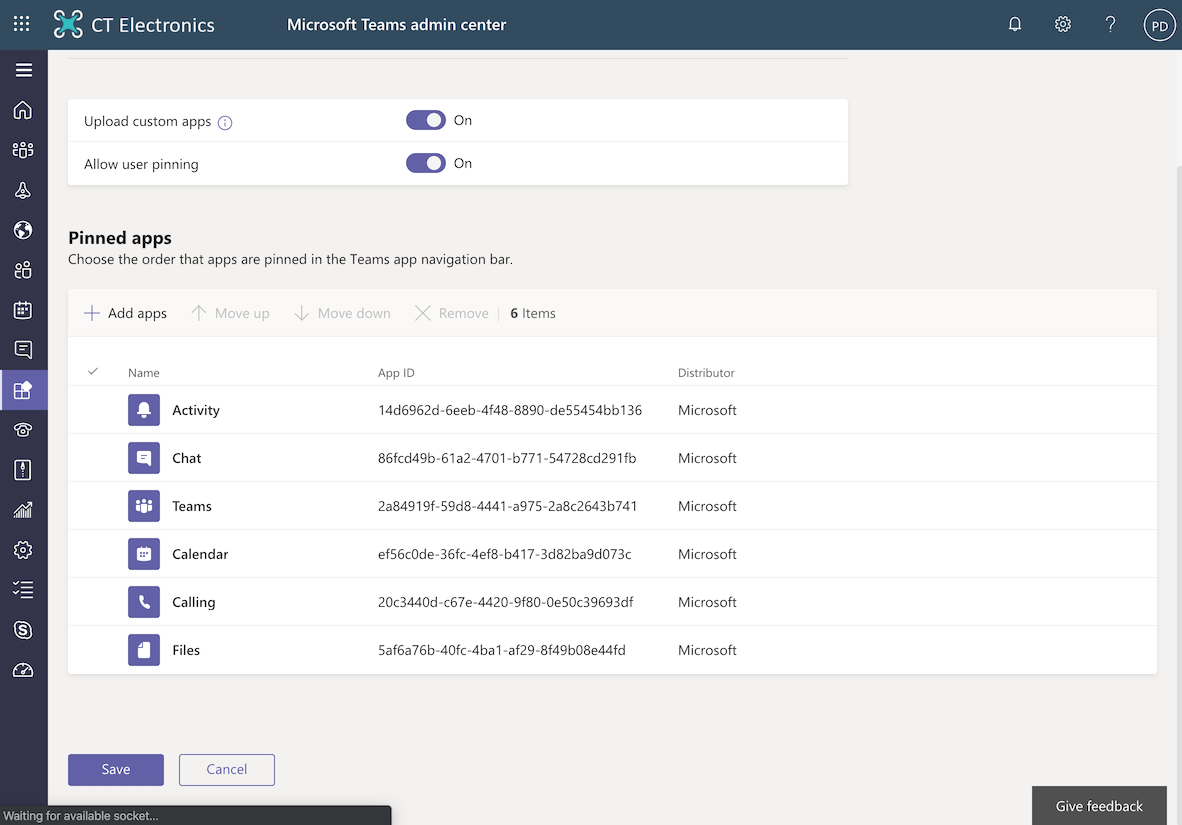 CT Electronics
Microsoft Teams admin center
?
PD
Upload custom apps
On
Allow user pinning
On
Pinned apps
Choose the order that apps are pinned in the Teams app navigation bar.
Add apps
Move up
Move down
Remove
6 Items
Name App ID Distributor
Activity 14d6962d-6eeb-4f48-8890-de55454bb136 Microsoft
Chat 86fcd49b-61a2-4701-b771-54728cd291fb Microsoft
Teams 2a84919f-59d8-4441-a975-2a8c2643b741 Microsoft
Calendar ef56c0de-36fc-4ef8-b417-3d82ba9d073c Microsoft
Calling 20c3440d-c67e-4420-9f80-0e50c39693df Microsoft
Files 5af6a76b-40fc-4ba1-af29-8f49b08e44fd Microsoft
Save
Cancel
Give feedback
Waiting for available socket...